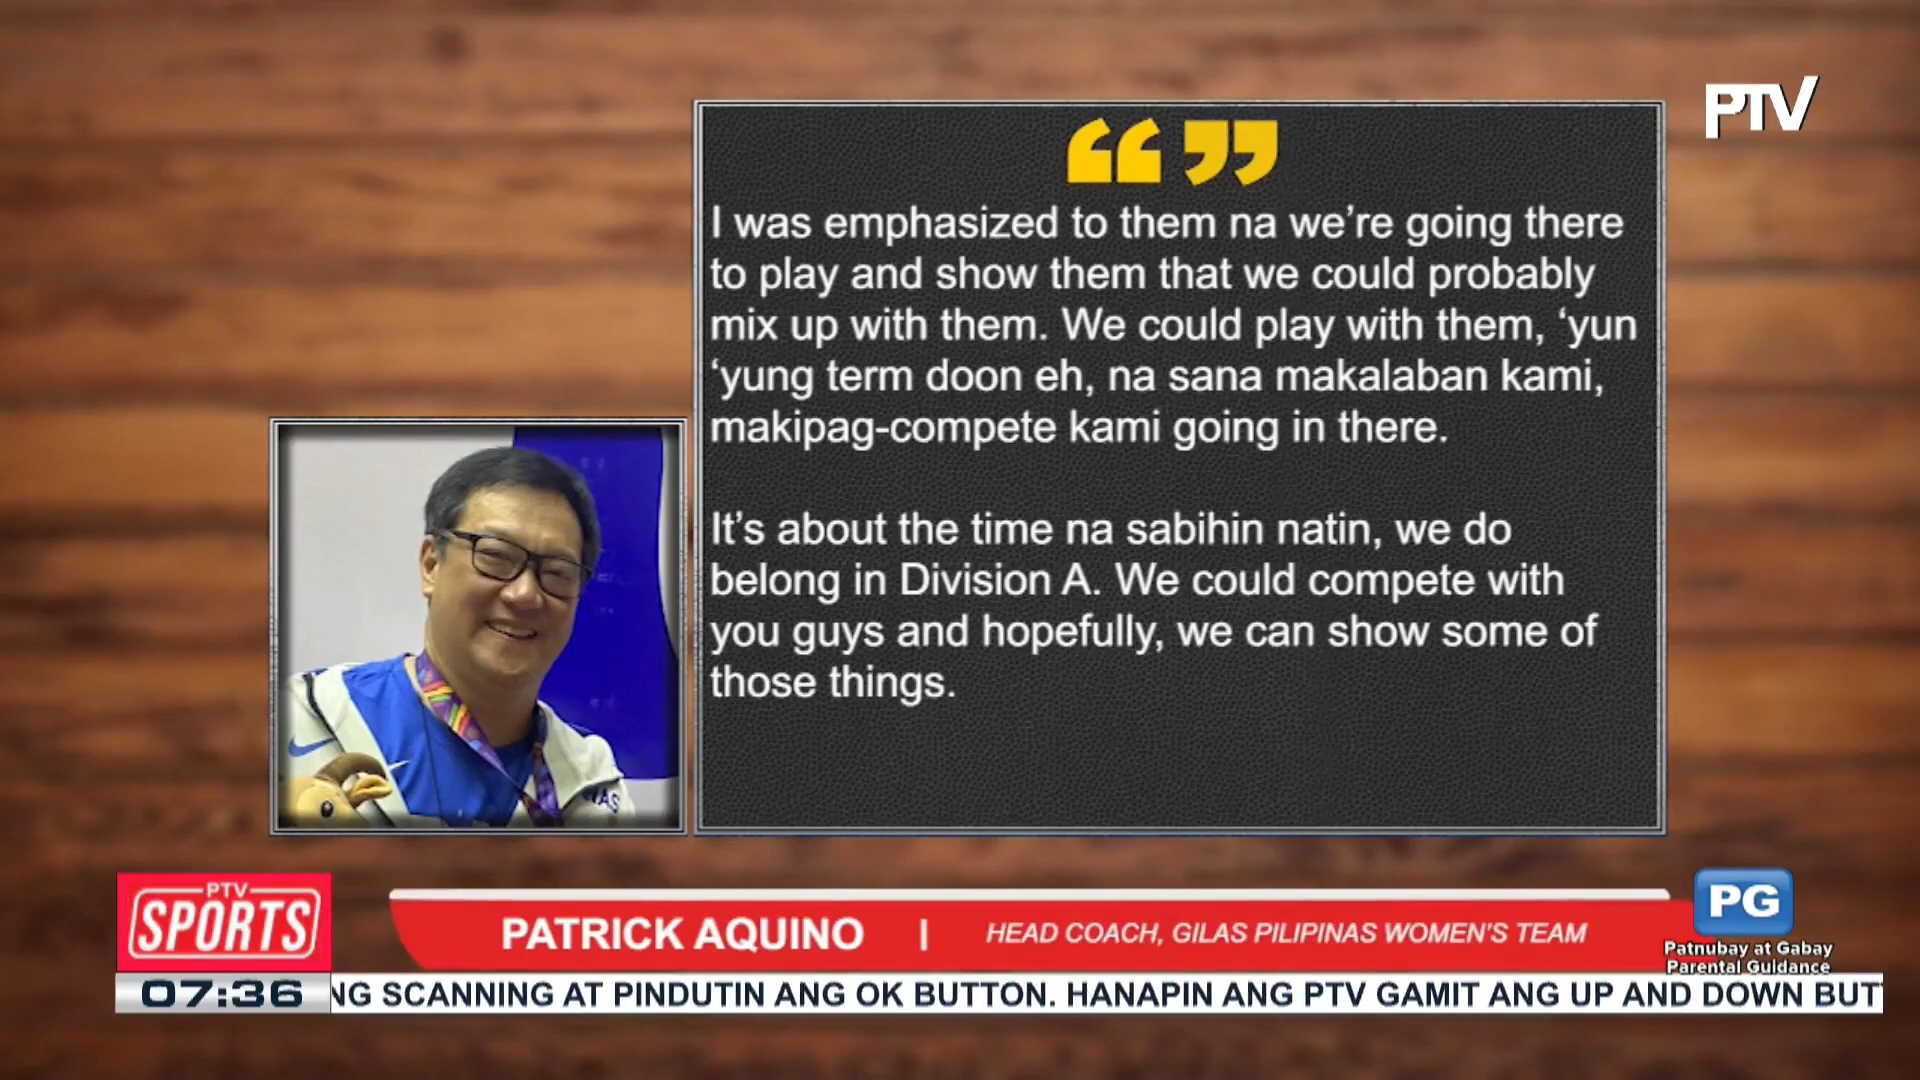 PTV
I was emphasized to them na we’re going there
to play and show them that we could probably
mix up with them. We could play with them, ‘yun
‘yung term doon eh, na sana makalaban kami,
makipag-compete kami going in there.
It’s about the time na sabihin natin, we do
belong in Division A. We could compete with
you guys and hopefully, we can show some of
those things.
PTV
SPORTS
PATRICK AQUINO | HEAD COACH, GILAS PILIPINAS WOMEN'S TEAM
PG
Patnubay at Gabay
Parental Guidance
07:36
NG SCANNING AT PINDUTIN ANG OK BUTTON. HANAPIN ANG PTV GAMIT ANG UP AND DOWN BUT